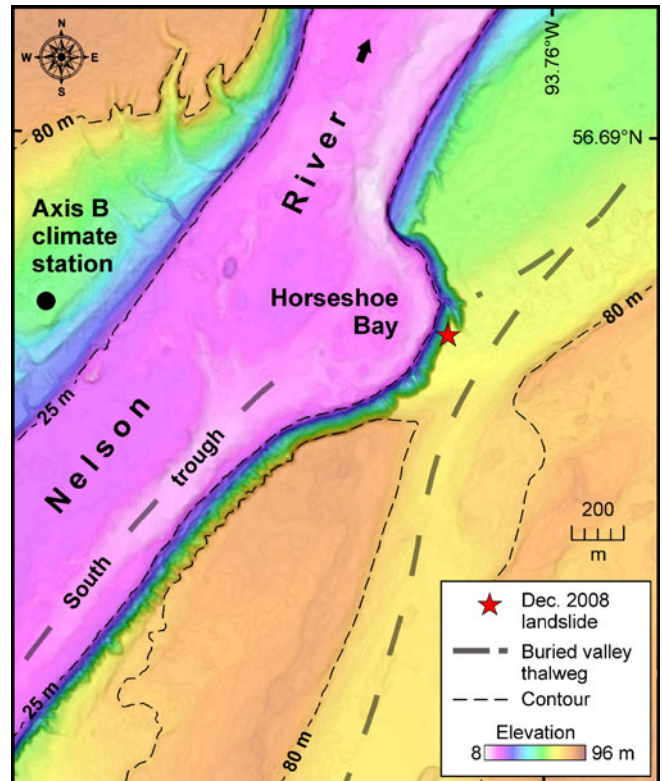 N
W E
S
93.76°W
56.69°N
80 m
River
Axis B
climate
station
Horseshoe
Bay
80 m
25 m
Nelson
trough
South
200
m
25 m
80 m
Dec. 2008
landslide
Buried valley
thalweg
Contour
Elevation
8 96 m